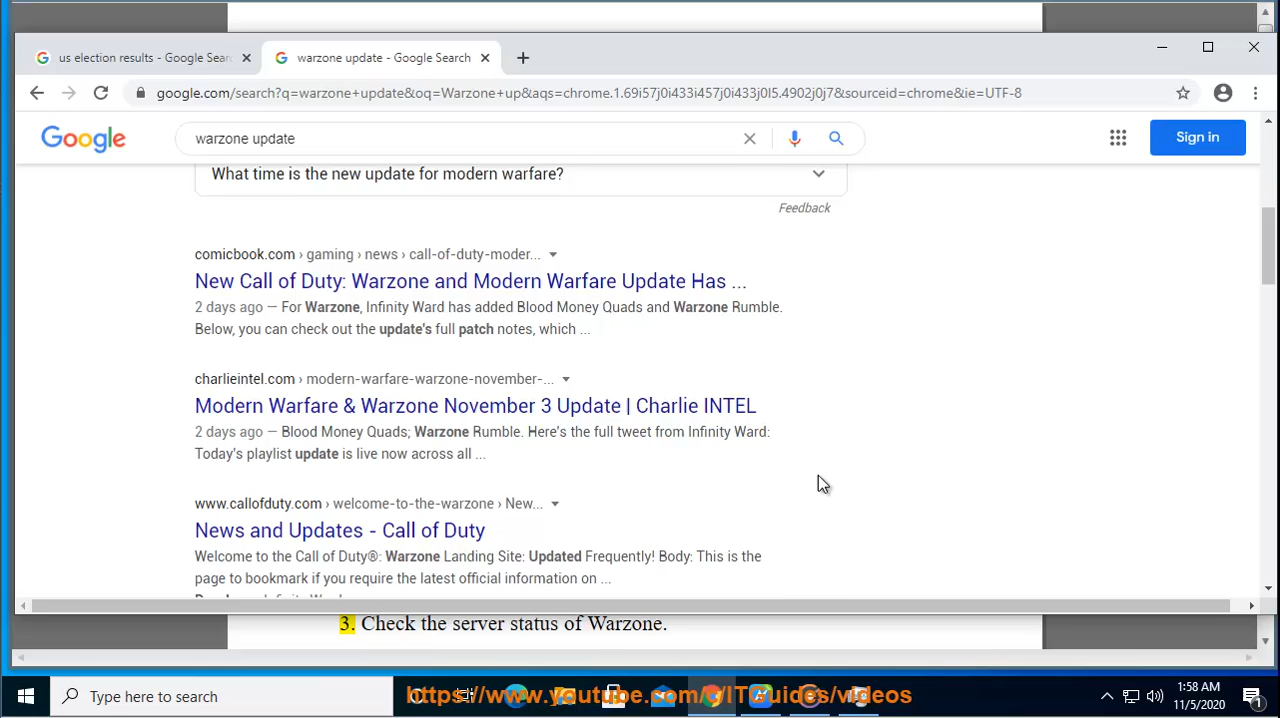 us election results - Google Sear
warzone update - Google Search
google.com/search?q=warzone+update&oq=Warzone+up&aqs=chrome.1.69i57j0i433i457j0i433j0l5.4902j0j7&sourceid=chrome&ie=UTF-8
Google
warzone update
Sign in
What time is the new update for modern warfare?
Feedback
comicbook.com › gaming › news › call-of-duty-moder...
New Call of Duty: Warzone and Modern Warfare Update Has ...
2 days ago — For Warzone, Infinity Ward has added Blood Money Quads and Warzone Rumble.
Below, you can check out the update's full patch notes, which ...
charlieintel.com › modern-warfare-warzone-november-...
Modern Warfare & Warzone November 3 Update | Charlie INTEL
2 days ago — Blood Money Quads; Warzone Rumble. Here's the full tweet from Infinity Ward:
Today's playlist update is live now across all ...
www.callofduty.com › welcome-to-the-warzone › New...
News and Updates - Call of Duty
Welcome to the Call of Duty®: Warzone Landing Site: Updated Frequently! Body: This is the
page to bookmark if you require the latest official information on ...
3. Check the server status of Warzone.
Type here to search
https://www.youtube.com/c/ITGuides/videos
1:58 AM
11/5/2020
1